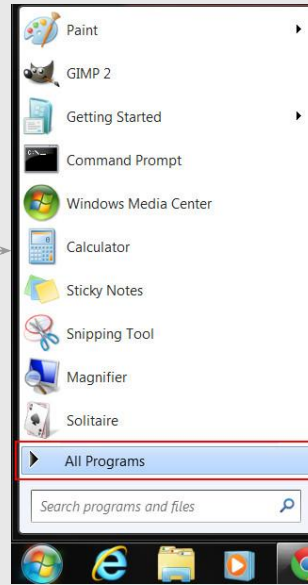 Paint
GIMP 2
Getting Started
Command Prompt
Windows Media Center
Calculator
Sticky Notes
Snipping Tool
Magnifier
Solitaire
All Programs
Search programs and files